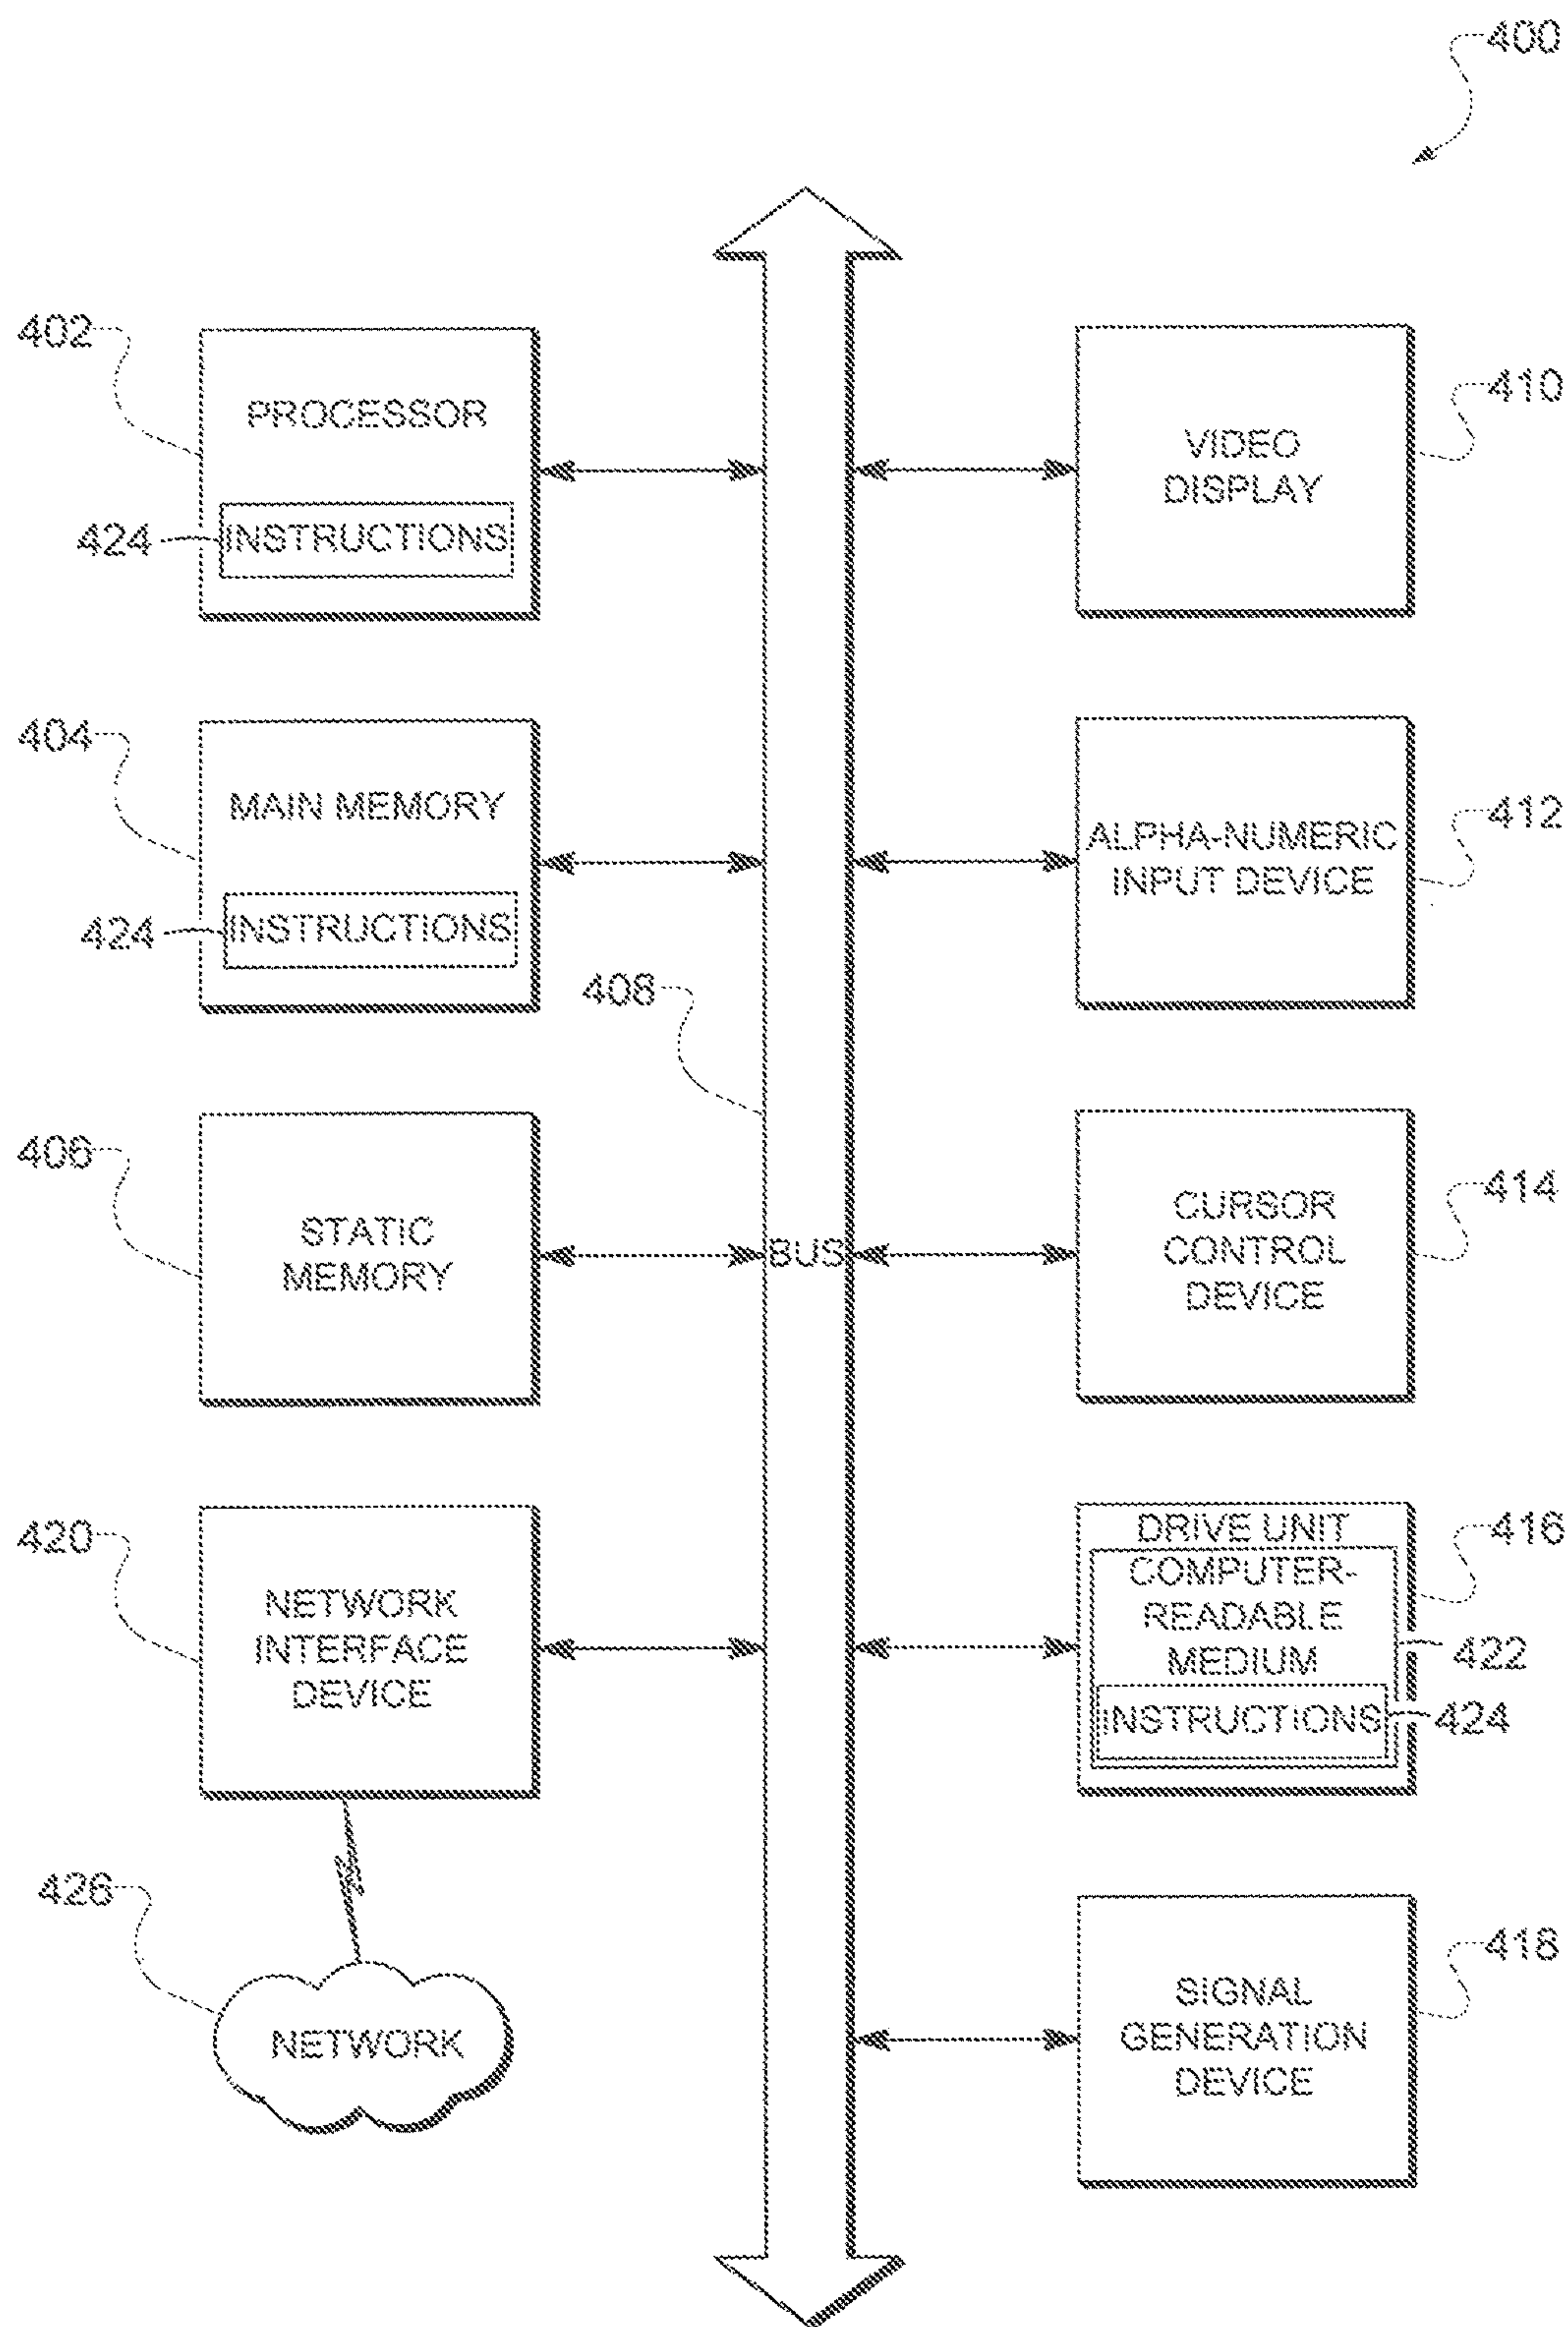 400
402
PROCESSOR
424
INSTRUCTIONS
410
VIDEO
DISPLAY
404
MAIN MEMORY
424
INSTRUCTIONS
412
ALPHA-NUMERIC
INPUT DEVICE
408
BUS
406
STATIC
MEMORY
414
CURSOR
CONTROL
DEVICE
420
NETWORK
INTERFACE
DEVICE
DRIVE UNIT
416
COMPUTER-
READABLE
MEDIUM
422
INSTRUCTIONS
424
426
NETWORK
418
SIGNAL
GENERATION
DEVICE